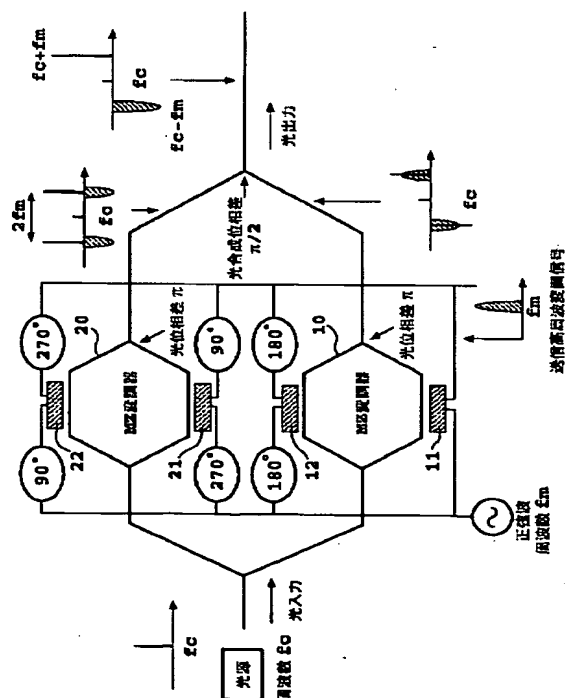 fc
光源
周波数 fc
光入力
90°
22
MZ変調器
20
270°
光位相差 π
21
270°
90°
12
180°
180°
MZ変調器
10
光位相差 π
11
正弦波
周波数 fm
2fm
fc
光合成位相差
π/2
fc
fm
送信高周波変調信号
fc+fm
fc
fc-fm
光出力